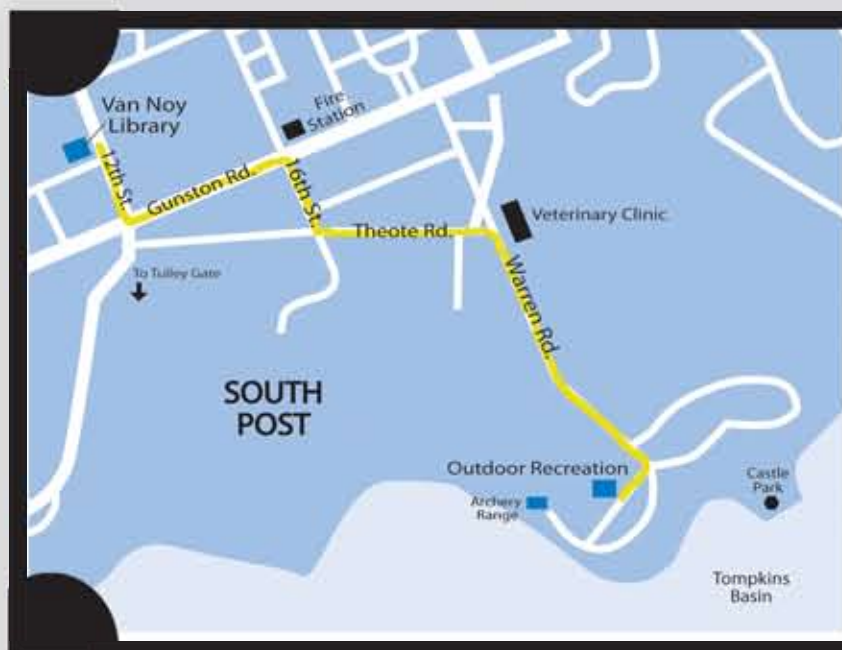 Van Noy
Library
Fire
Station
12th St.
Gunston Rd.
16th St.
Theote Rd.
Veterinary Clinic
To Tulley Gate
Warren Rd.
SOUTH
POST
Outdoor Recreation
Archery
Range
Castle
Park
Tompkins
Basin